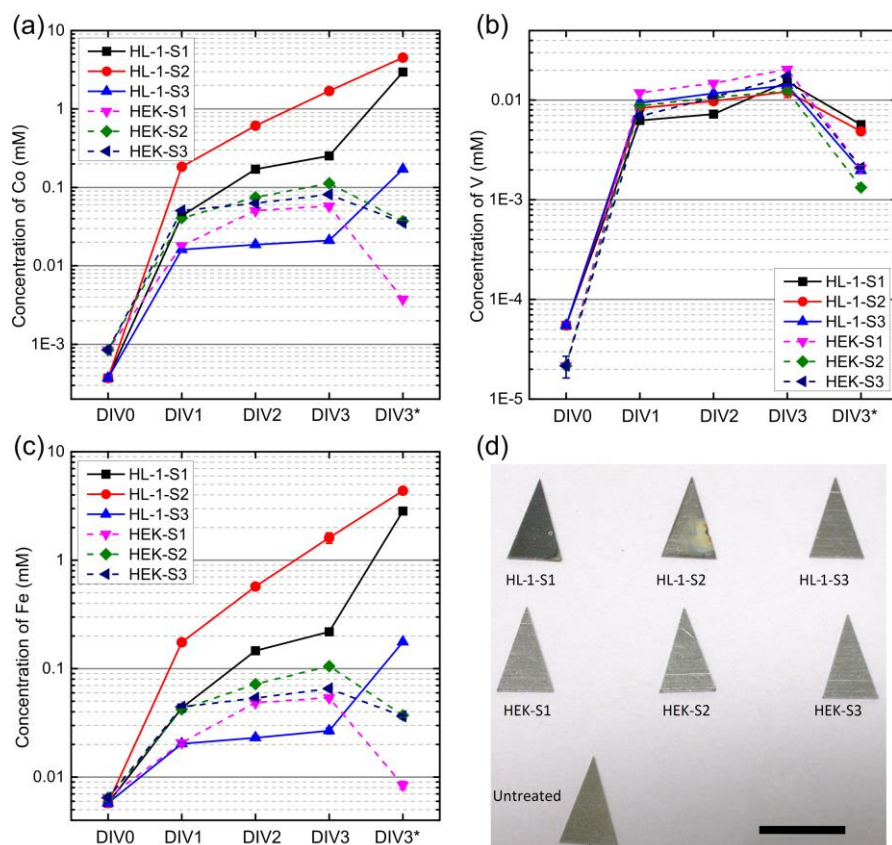 (a)
Concentration of Co (mM)
10
1
0.1
0.01
1E-3
HL-1-S1
HL-1-S2
HL-1-S3
HEK-S1
HEK-S2
HEK-S3
DIV0 DIV1 DIV2 DIV3 DIV3*
(b)
Concentration of V (mM)
0.01
1E-3
1E-4
1E-5
HL-1-S1
HL-1-S2
HL-1-S3
HEK-S1
HEK-S2
HEK-S3
DIV0 DIV1 DIV2 DIV3 DIV3*
(c)
Concentration of Fe (mM)
10
1
0.1
0.01
HL-1-S1
HL-1-S2
HL-1-S3
HEK-S1
HEK-S2
HEK-S3
DIV0 DIV1 DIV2 DIV3 DIV3*
(d)
HL-1-S1 HL-1-S2 HL-1-S3
HEK-S1 HEK-S2 HEK-S3
Untreated